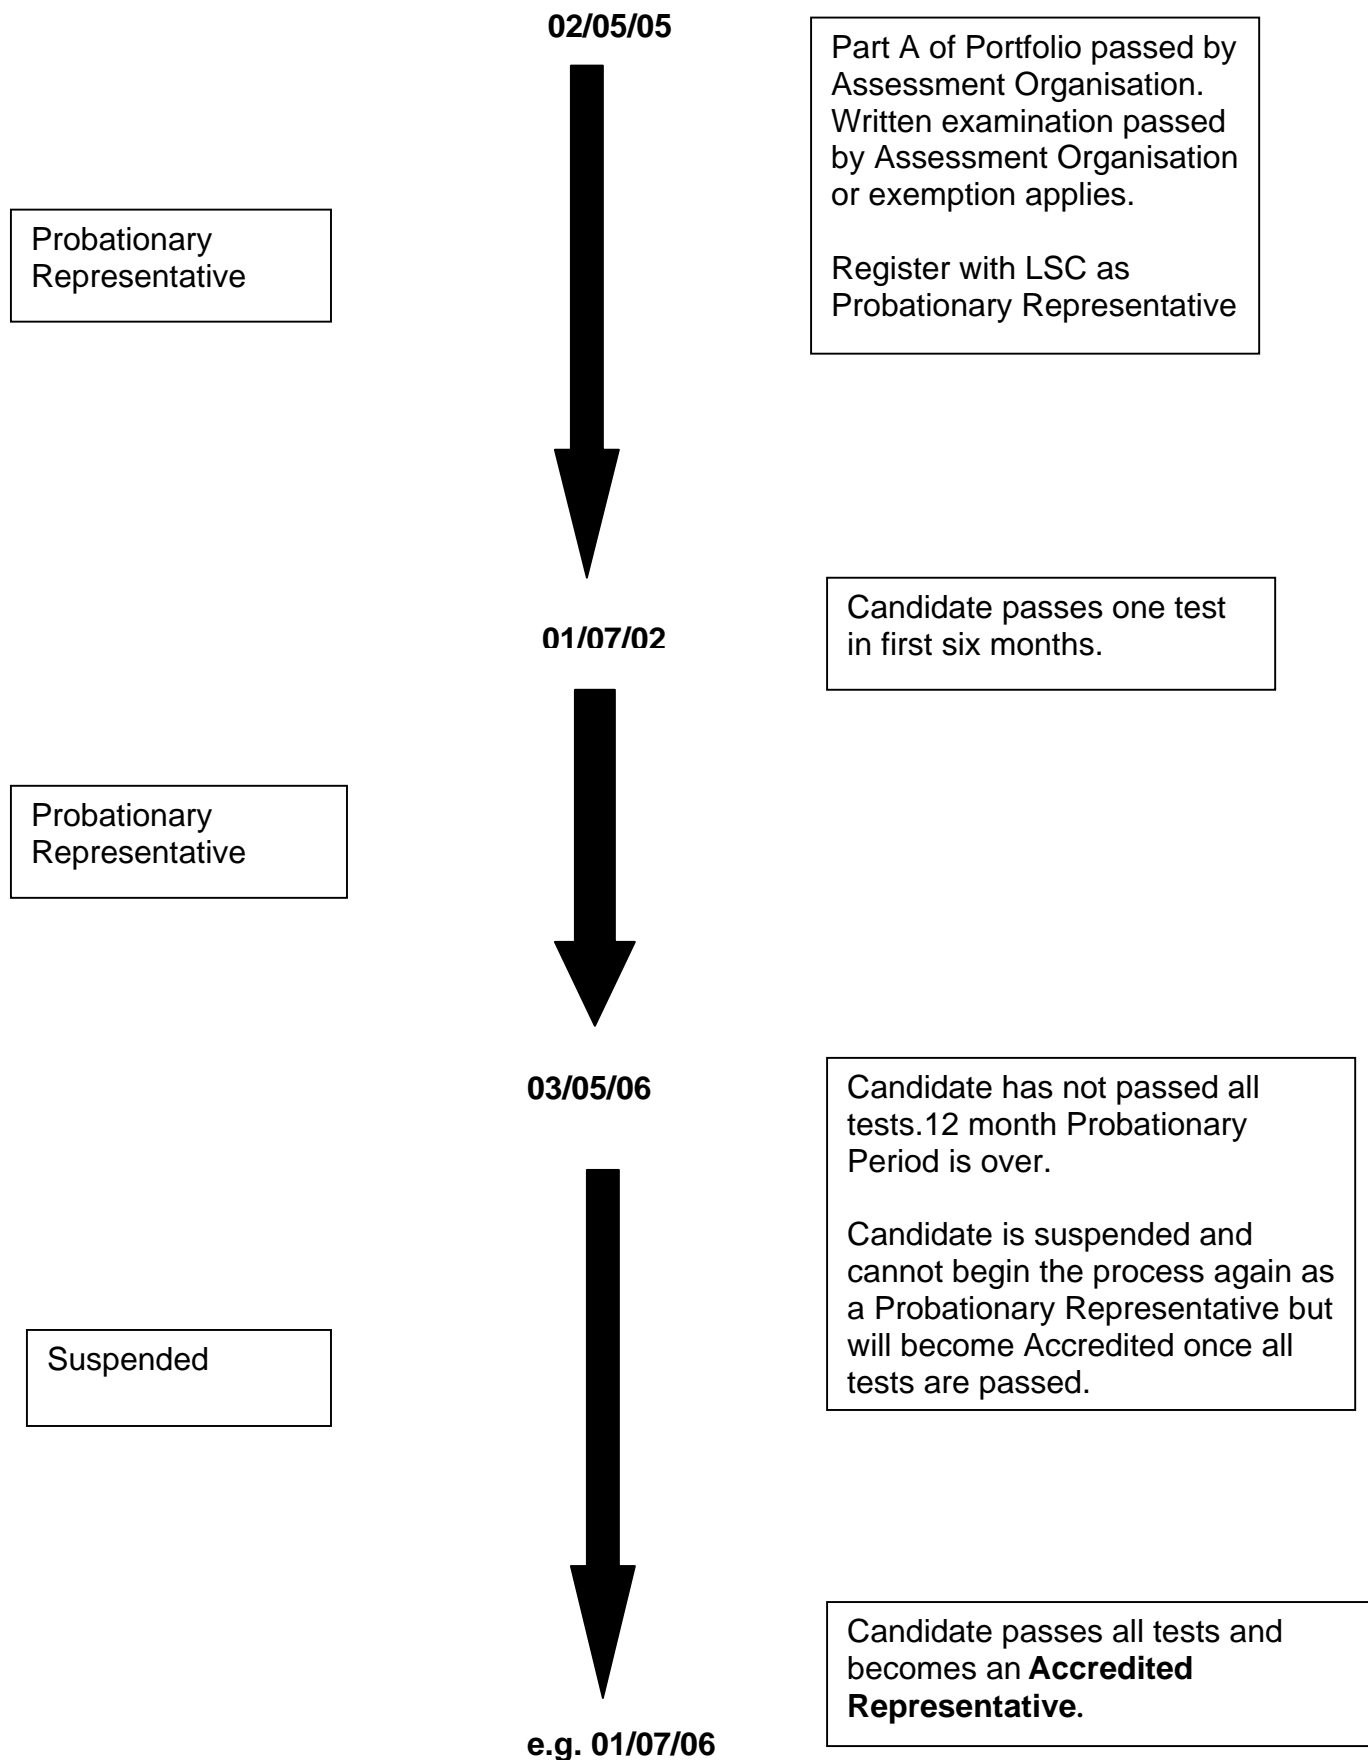 02/05/05
Part A of Portfolio passed by
Assessment Organisation.
Written examination passed
by Assessment Organisation
or exemption applies.
Register with LSC as
Probationary Representative
Probationary
Representative
01/07/02
Candidate passes one test
in first six months.
Probationary
Representative
03/05/06
Candidate has not passed all
tests.12 month Probationary
Period is over.
Candidate is suspended and
cannot begin the process again as
a Probationary Representative but
will become Accredited once all
tests are passed.
Suspended
Candidate passes all tests and
becomes an Accredited
Representative.
e.g. 01/07/06